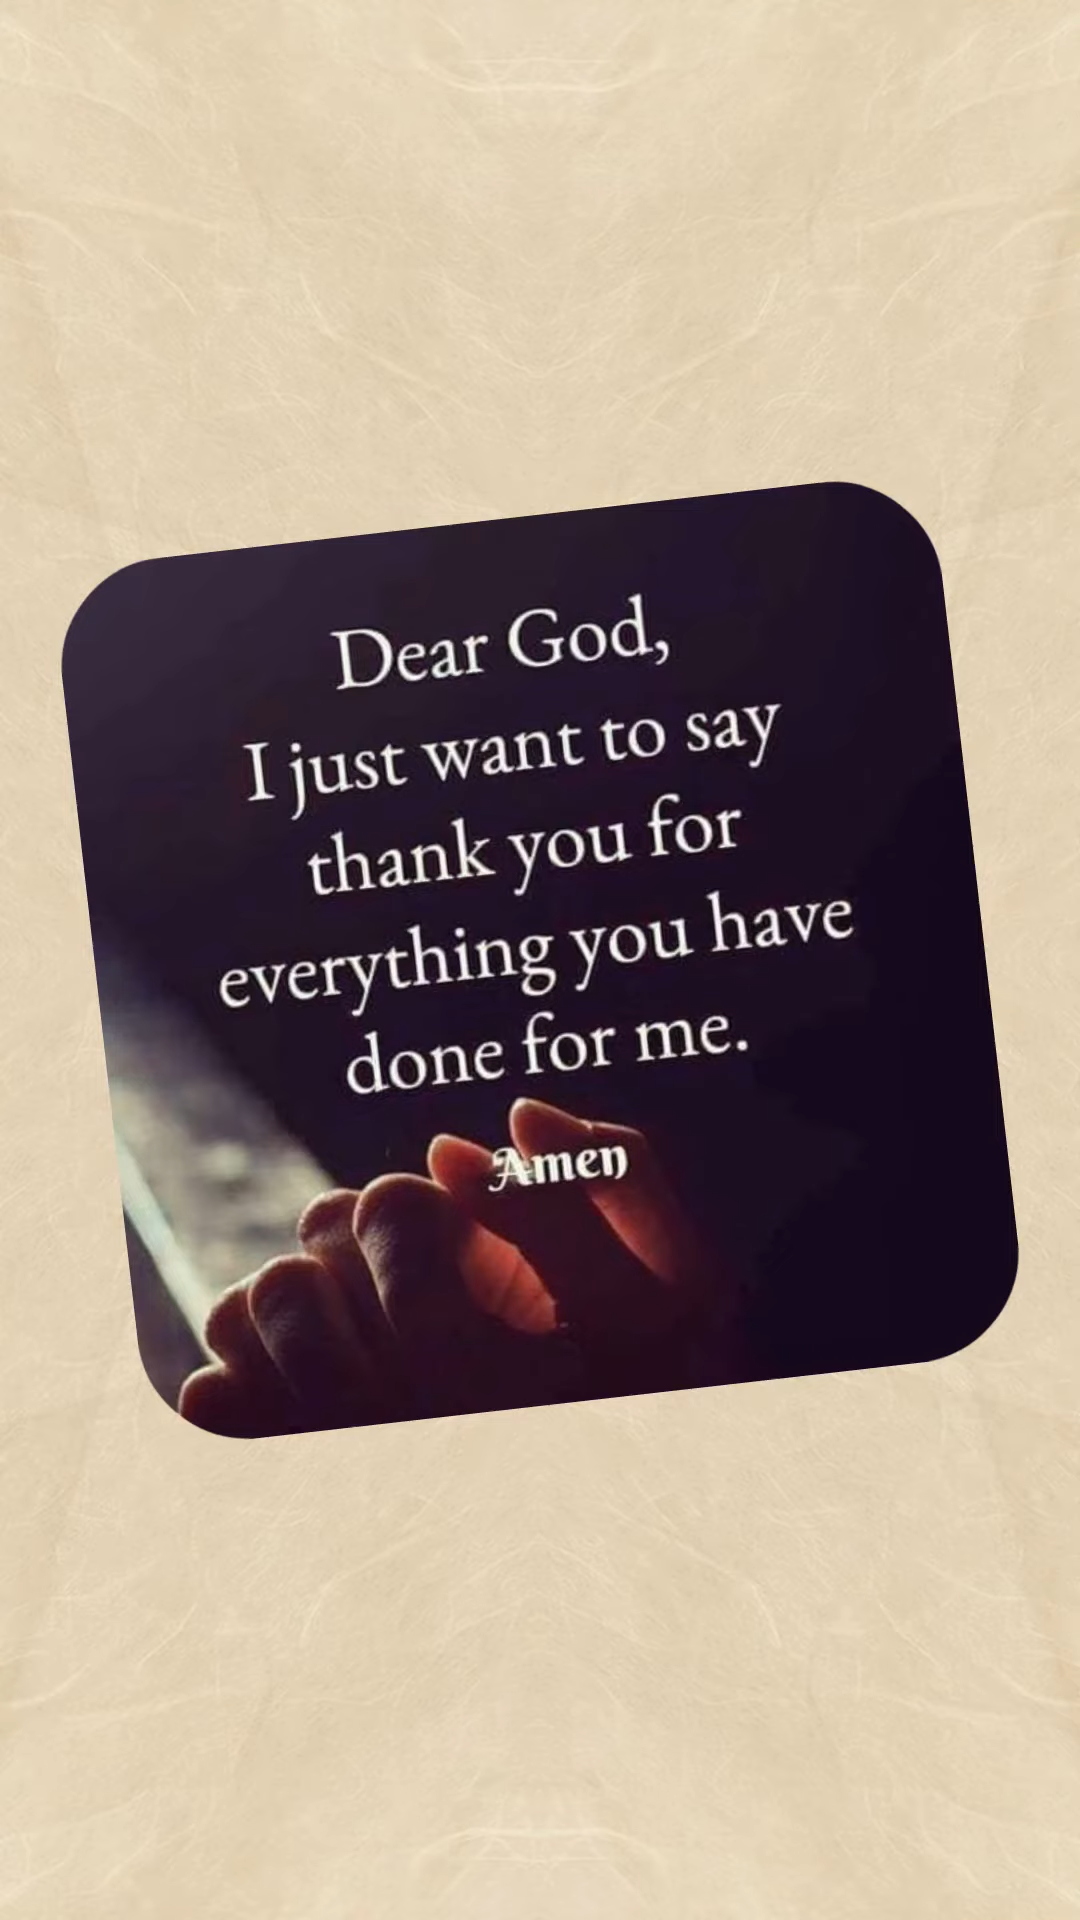 Dear God,
I just want to say
thank you for
everything you have
done for me.
Amen